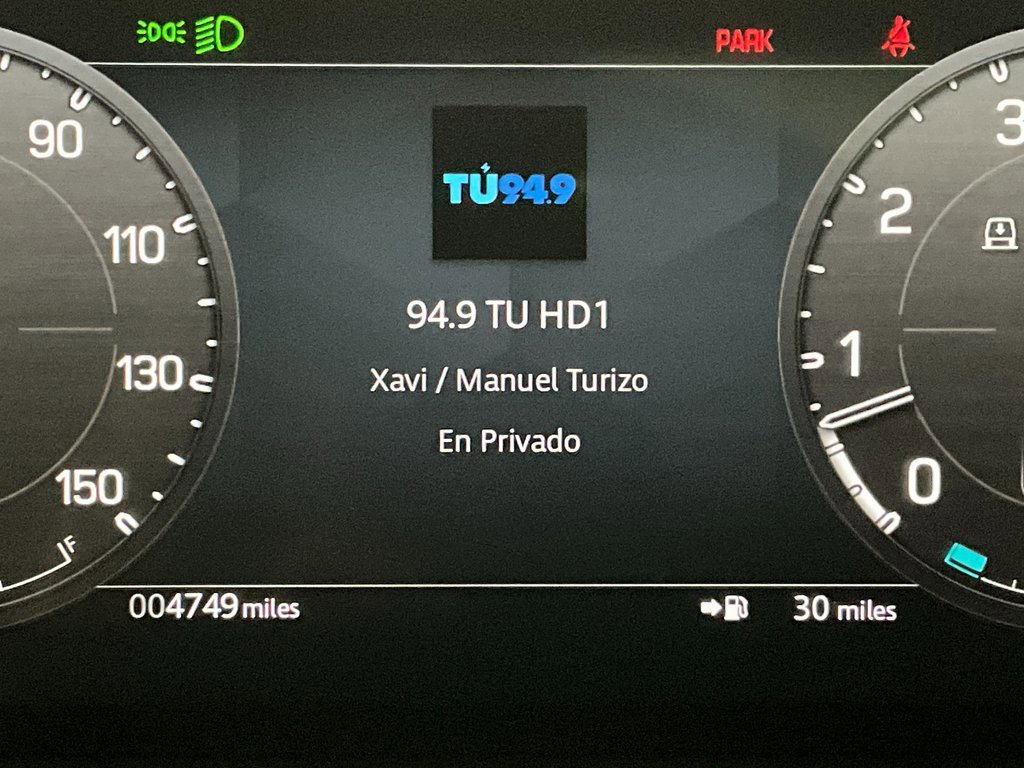 PARK
90
110
130
150
F
TÚ94.9
94.9 TU HD1
Xavi / Manuel Turizo
En Privado
3
2
1
0
004749 miles
30 miles